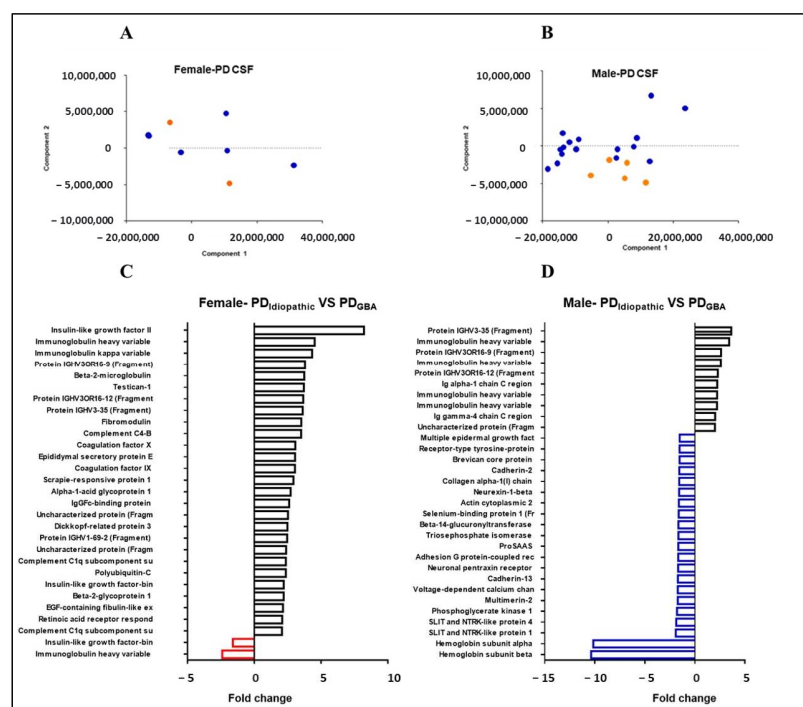 A
Female-PD CSF
10,000,000
5,000,000
0
– 5,000,000
– 10,000,000
Component 2
– 20,000,000
0
20,000,000
40,000,000
Component 1
B
Male-PD CSF
10,000,000
5,000,000
0
– 5,000,000
– 10,000,000
Component 2
– 20,000,000
0
20,000,000
40,000,000
Component 1
C
Female- PDIdiopathic VS PDGBA
Insulin-like growth factor II
Immunoglobulin heavy variable
Immunoglobulin kappa variable
Protein IGHV3OR16-9 (Fragment)
Beta-2-microglobulin
Testican-1
Protein IGHV3OR16-12 (Fragment
Protein IGHV3-35 (Fragment)
Fibromodulin
Complement C4-B
Coagulation factor X
Epididymal secretory protein E
Coagulation factor IX
Scrapie-responsive protein 1
Alpha-1-acid glycoprotein 1
IgGFc-binding protein
Uncharacterized protein (Fragm
Dickkopf-related protein 3
Protein IGHV1-69-2 (Fragment)
Uncharacterized protein (Fragm
Complement C1q subcomponent su
Polyubiquitin-C
Insulin-like growth factor-bin
Beta-2-glycoprotein 1
EGF-containing fibulin-like ex
Retinoic acid receptor respond
Complement C1q subcomponent su
Insulin-like growth factor-bin
Immunoglobulin heavy variable
– 5
0
5
10
Fold change
D
Male- PDIdiopathic VS PDGBA
Protein IGHV3-35 (Fragment)
Immunoglobulin heavy variable
Protein IGHV3OR16-9 (Fragment)
Immunoglobulin heavy variable
Protein IGHV3OR16-12 (Fragment
Ig alpha-1 chain C region
Immunoglobulin heavy variable
Immunoglobulin heavy variable
Ig gamma-4 chain C region
Uncharacterized protein (Fragm
Multiple epidermal growth fact
Receptor-type tyrosine-protein
Brevican core protein
Cadherin-2
Collagen alpha-1(I) chain
Neurexin-1-beta
Actin cytoplasmic 2
Selenium-binding protein 1 (Fr
Beta-14-glucuronyltransferase
Triosephosphate isomerase
ProSAAS
Adhesion G protein-coupled rec
Neuronal pentraxin receptor
Cadherin-13
Voltage-dependent calcium chan
Multimerin-2
Phosphoglycerate kinase 1
SLIT and NTRK-like protein 4
SLIT and NTRK-like protein 1
Hemoglobin subunit alpha
Hemoglobin subunit beta
– 15
– 10
– 5
0
5
Fold change